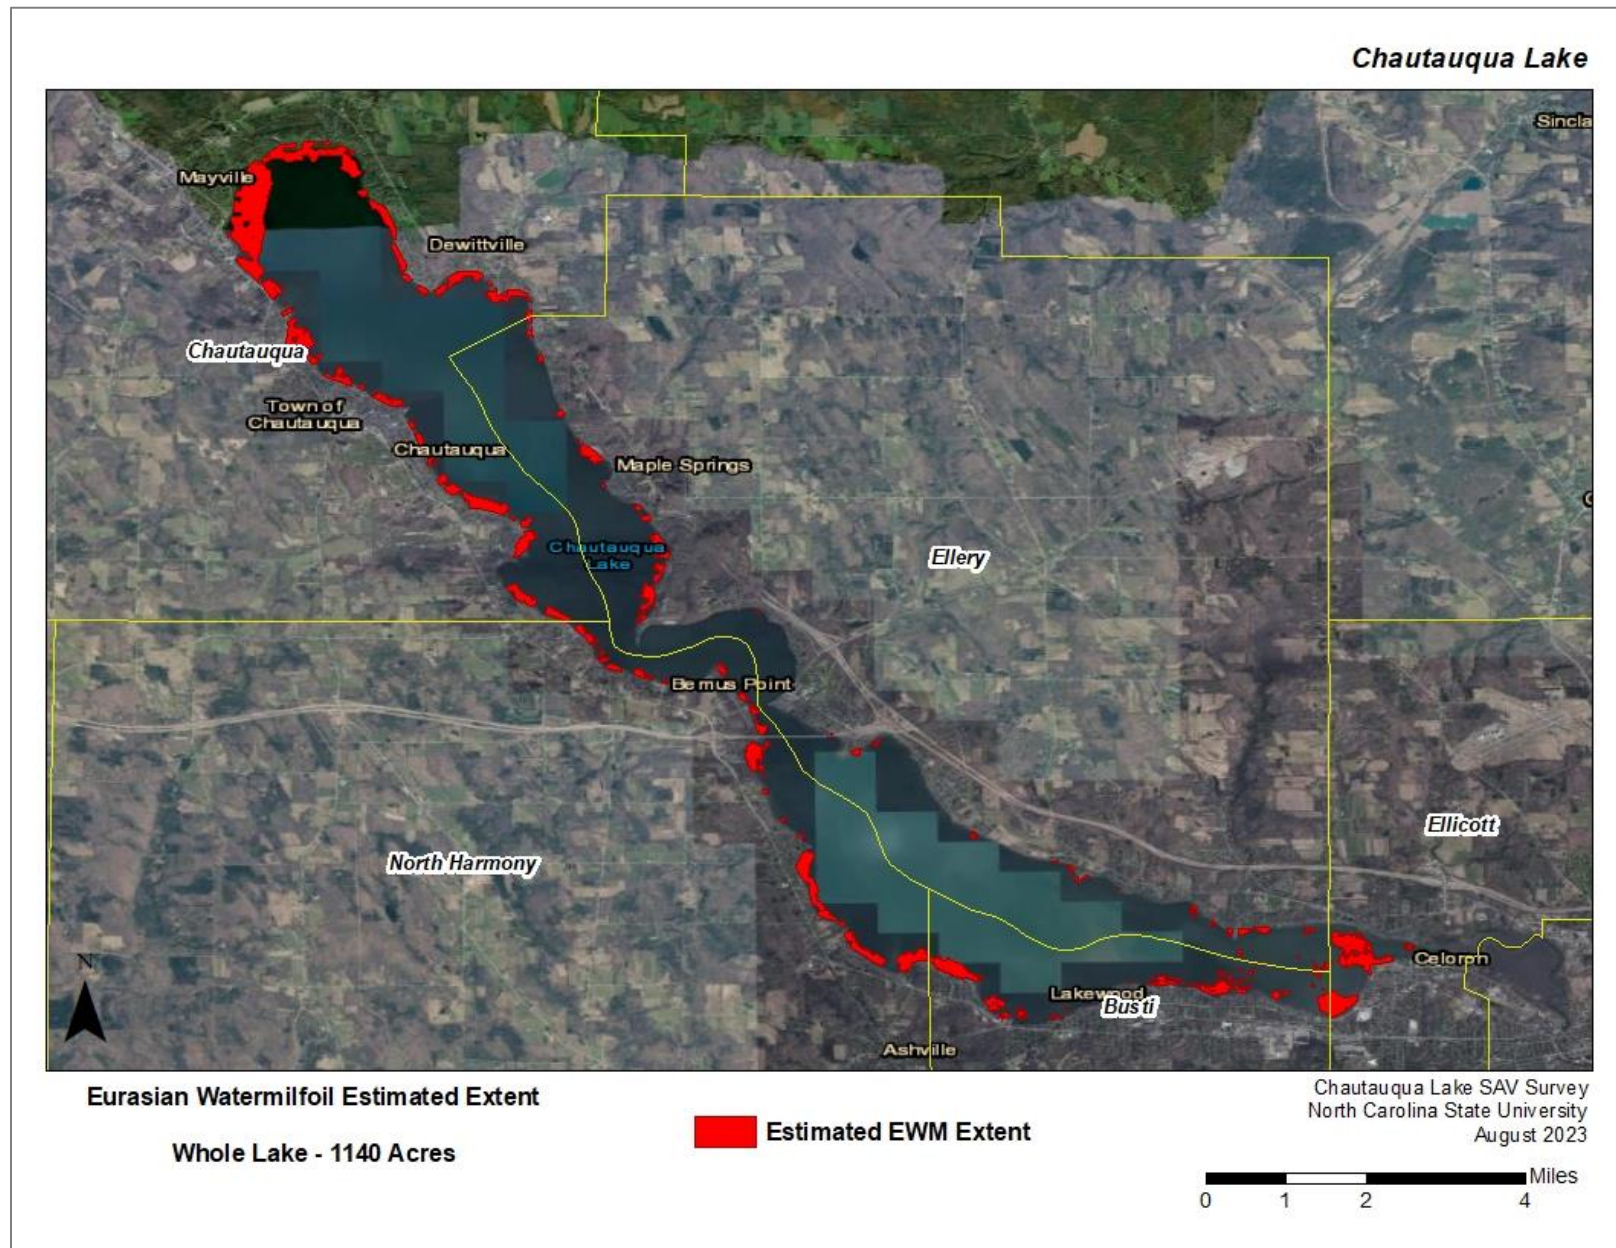 Chautauqua Lake
Sincla
Mayville
Dewittville
Chautauqua
Town of
Chautauqua
Chautauqua
Maple Springs
C
Chautauqua
Lake
Ellery
Bemus Point
Ellicott
North Harmony
Celoron
Lakewood
Busti
Ashville
N
Eurasian Watermilfoil Estimated Extent
Whole Lake - 1140 Acres
Estimated EWM Extent
Chautauqua Lake SAV Survey
North Carolina State University
August 2023
Miles
0 1 2 4